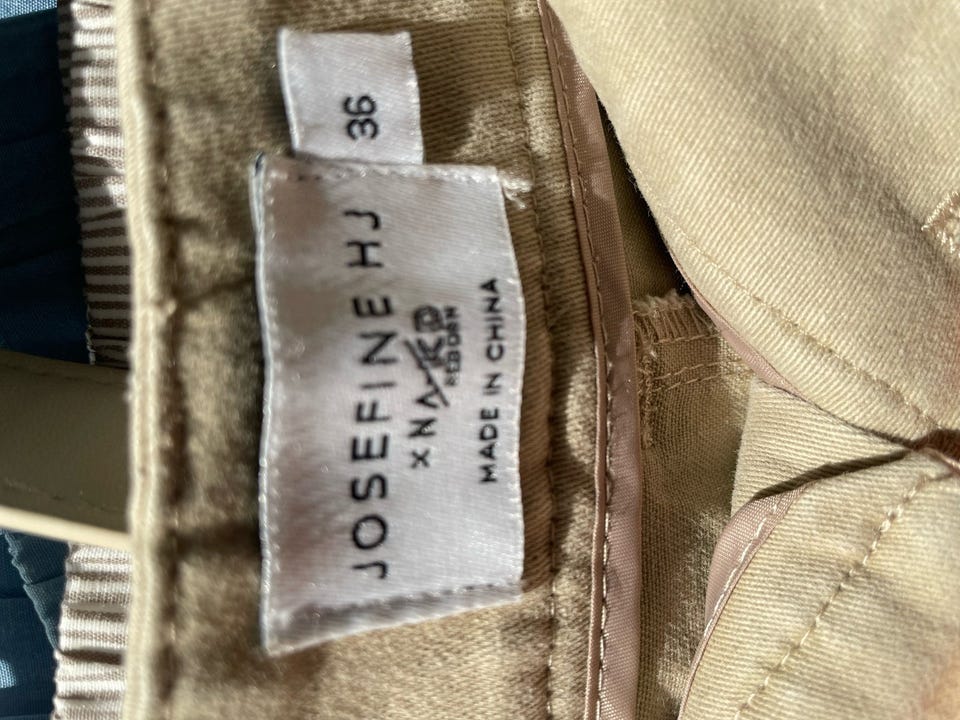 36
JOSEFINE HJ
X NA-KD
REBORN
MADE IN CHINA